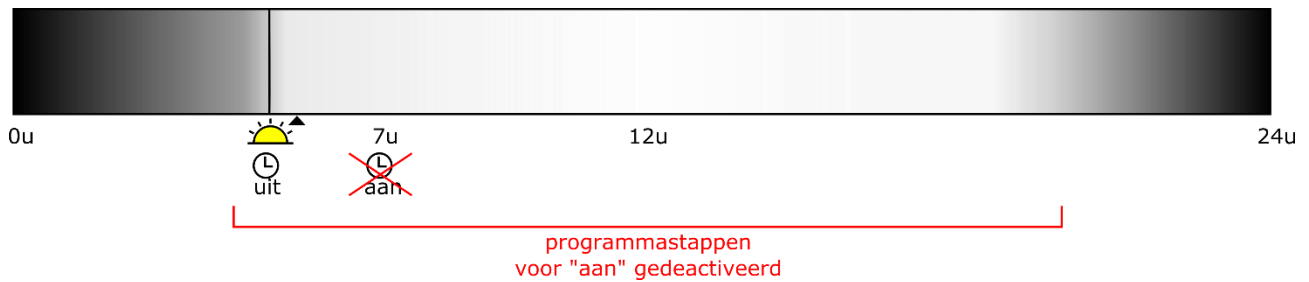 0u 7u 12u 24u
uit aan
programmastappen
voor "aan" gedeactiveerd